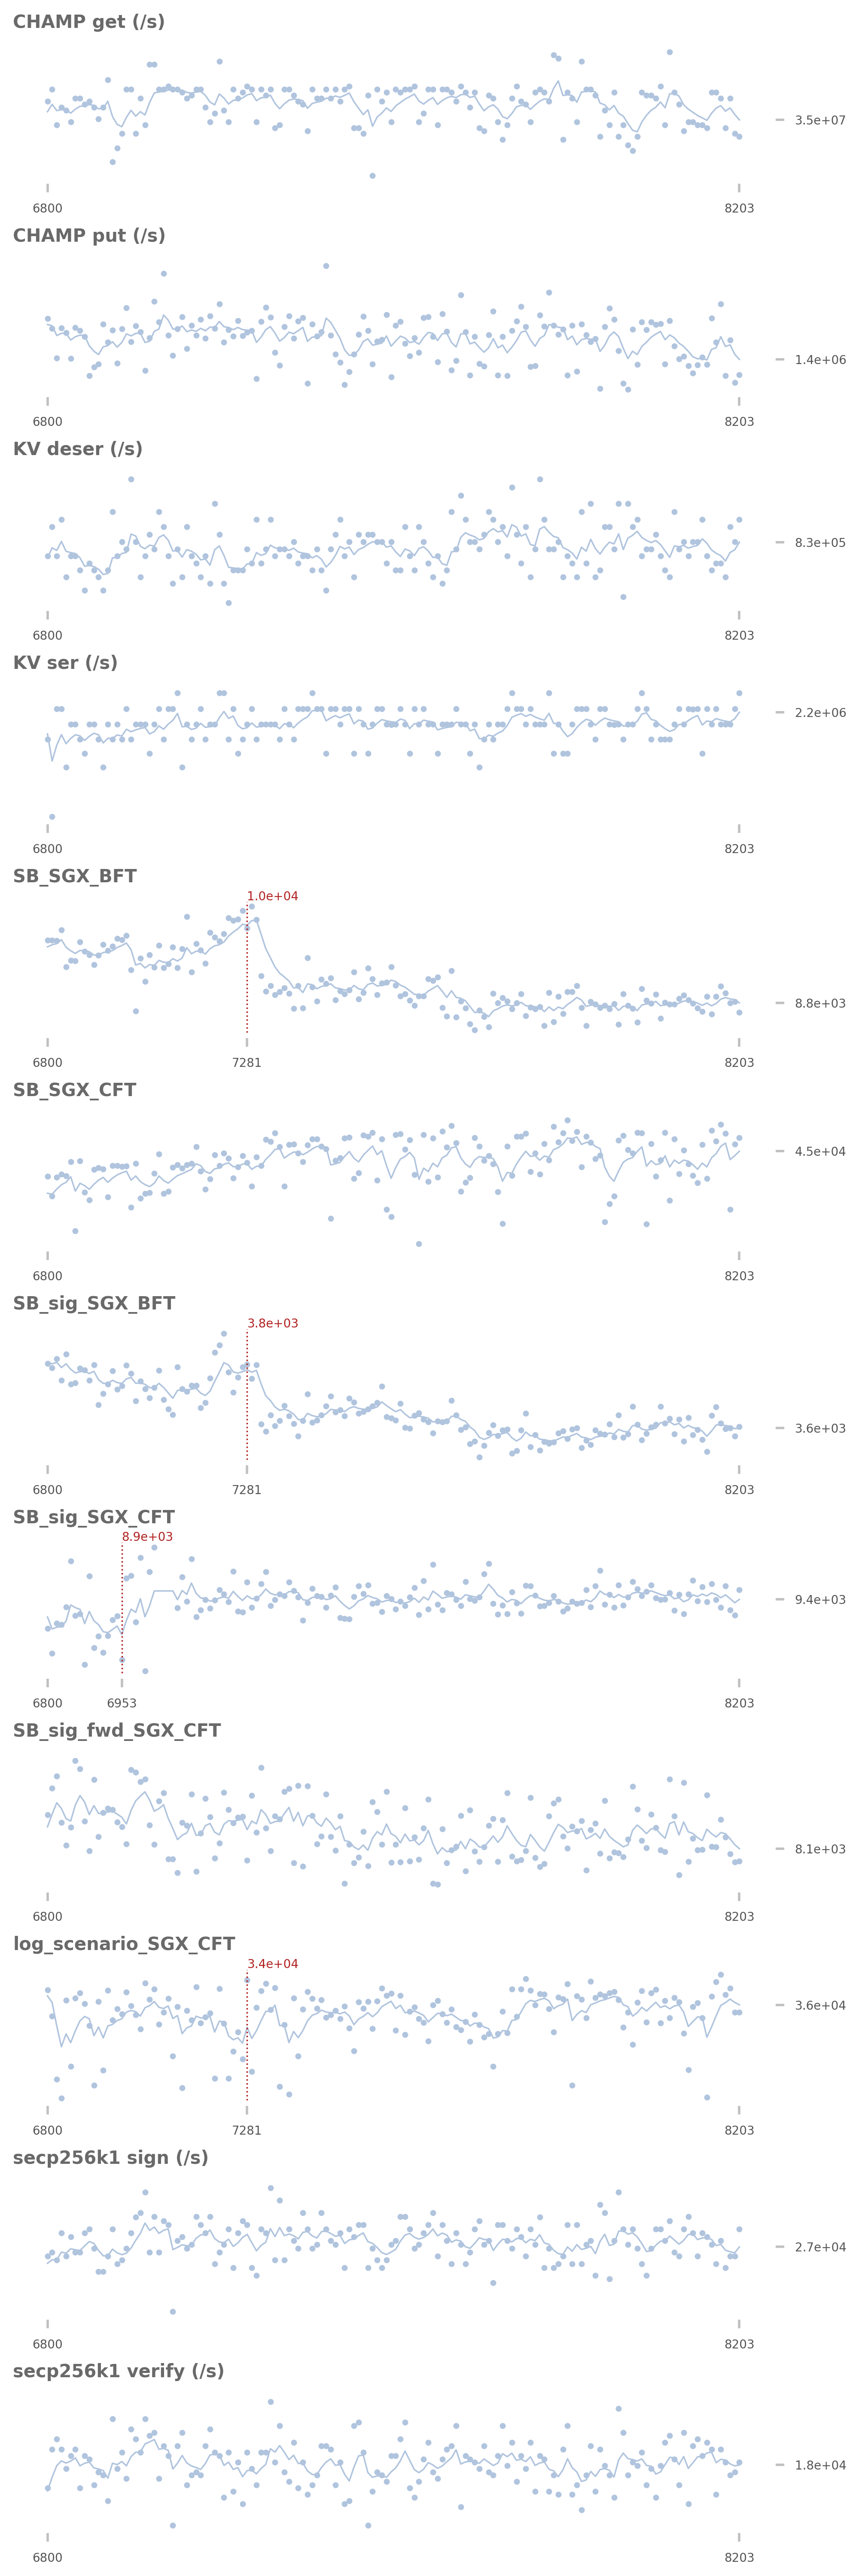 CHAMP get (/s)
3.5e+07
6800 8203
CHAMP put (/s)
1.4e+06
6800 8203
KV deser (/s)
8.3e+05
6800 8203
KV ser (/s)
2.2e+06
6800 8203
SB_SGX_BFT
1.0e+04
8.8e+03
6800 7281 8203
SB_SGX_CFT
4.5e+04
6800 8203
SB_sig_SGX_BFT
3.8e+03
3.6e+03
6800 7281 8203
SB_sig_SGX_CFT
8.9e+03
9.4e+03
6800 6953 8203
SB_sig_fwd_SGX_CFT
8.1e+03
6800 8203
log_scenario_SGX_CFT
3.4e+04
3.6e+04
6800 7281 8203
secp256k1 sign (/s)
2.7e+04
6800 8203
secp256k1 verify (/s)
1.8e+04
6800 8203